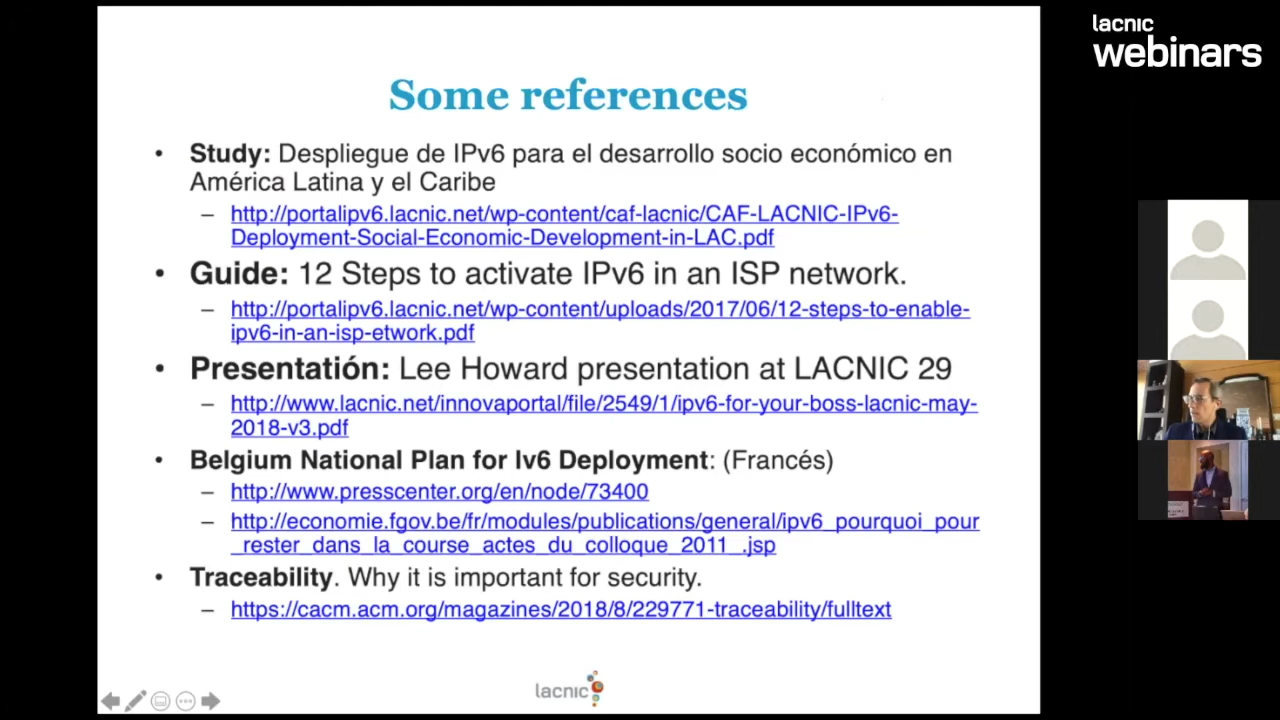 lacnic
webinars
Some references
• Study: Despliegue de IPv6 para el desarrollo socio económico en
América Latina y el Caribe
– http://portalipv6.lacnic.net/wp-content/caf-lacnic/CAF-LACNIC-IPv6-
Deployment-Social-Economic-Development-in-LAC.pdf
• Guide: 12 Steps to activate IPv6 in an ISP network.
– http://portalipv6.lacnic.net/wp-content/uploads/2017/06/12-steps-to-enable-
ipv6-in-an-isp-etwork.pdf
• Presentatión: Lee Howard presentation at LACNIC 29
– http://www.lacnic.net/innovaportal/file/2549/1/ipv6-for-your-boss-lacnic-may-
2018-v3.pdf
• Belgium National Plan for Iv6 Deployment: (Francés)
– http://www.presscenter.org/en/node/73400
– http://economie.fgov.be/fr/modules/publications/general/ipv6_pourquoi_pour
_rester_dans_la_course_actes_du_colloque_2011_.jsp
• Traceability. Why it is important for security.
– https://cacm.acm.org/magazines/2018/8/229771-traceability/fulltext
lacnic